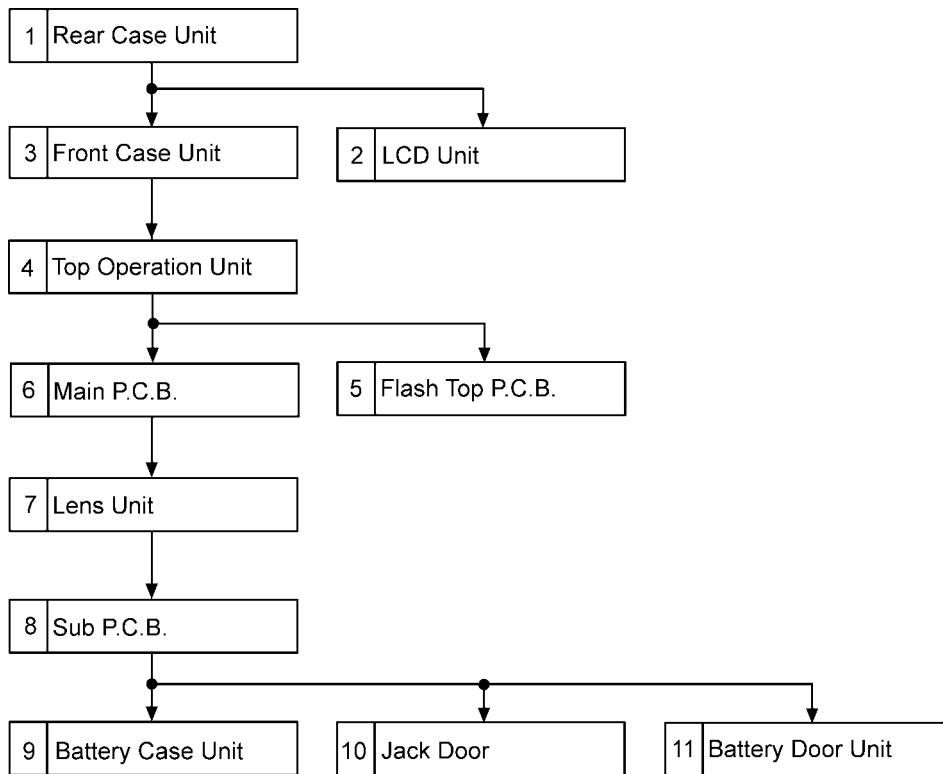 1 Rear Case Unit
3 Front Case Unit
2 LCD Unit
4 Top Operation Unit
6 Main P.C.B.
5 Flash Top P.C.B.
7 Lens Unit
8 Sub P.C.B.
9 Battery Case Unit
10 Jack Door
11 Battery Door Unit